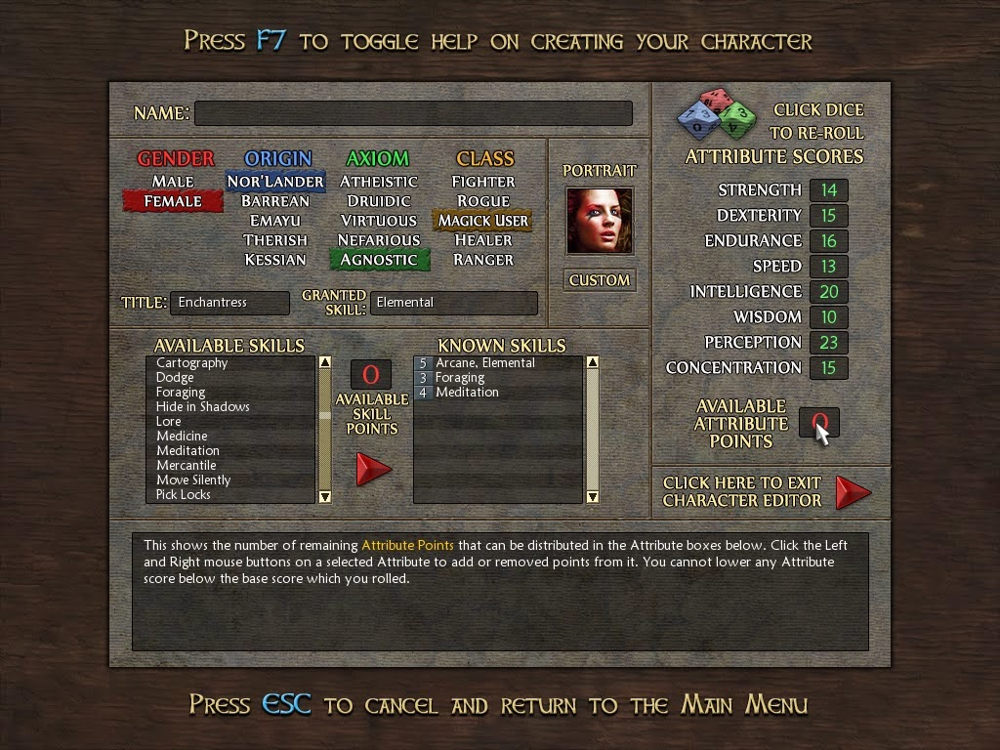 Press F7 to toggle help on creating your character
NAME:
CLICK DICE
TO RE-ROLL
ATTRIBUTE SCORES
GENDER ORIGIN AXIOM CLASS
MALE NOR'LANDER ATHEISTIC FIGHTER
FEMALE BARREAN DRUIDIC ROGUE
EMAYU VIRTUOUS MAGICK USER
THERISH NEFARIOUS HEALER
KESSIAN AGNOSTIC RANGER
PORTRAIT
CUSTOM
TITLE: Enchantress GRANTED
SKILL: Elemental
STRENGTH 14
DEXTERITY 15
ENDURANCE 16
SPEED 13
INTELLIGENCE 20
WISDOM 10
PERCEPTION 23
CONCENTRATION 15
AVAILABLE SKILLS
Cartography
Dodge
Foraging
Hide in Shadows
Lore
Medicine
Meditation
Mercantile
Move Silently
Pick Locks
0
AVAILABLE
SKILL
POINTS
KNOWN SKILLS
5 Arcane, Elemental
3 Foraging
4 Meditation
AVAILABLE
ATTRIBUTE 0
POINTS
CLICK HERE TO EXIT
CHARACTER EDITOR
This shows the number of remaining Attribute Points that can be distributed in the Attribute boxes below. Click the Left
and Right mouse buttons on a selected Attribute to add or removed points from it. You cannot lower any Attribute
score below the base score which you rolled.
Press ESC to cancel and return to the Main Menu